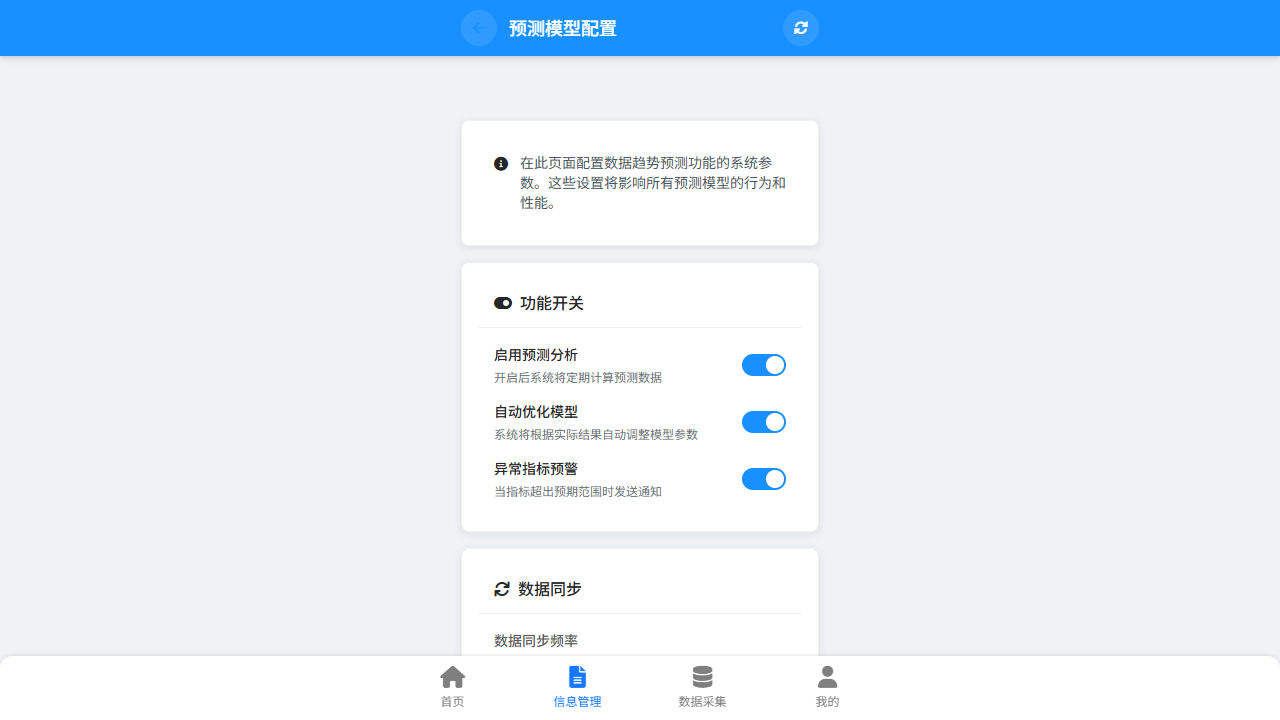 预测模型配置
在此页面配置数据趋势预测功能的系统参
数。这些设置将影响所有预测模型的行为和
性能。
功能开关
启用预测分析
开启后系统将定期计算预测数据
自动优化模型
系统将根据实际结果自动调整模型参数
异常指标预警
当指标超出预期范围时发送通知
数据同步
数据同步频率
首页
信息管理
数据采集
我的